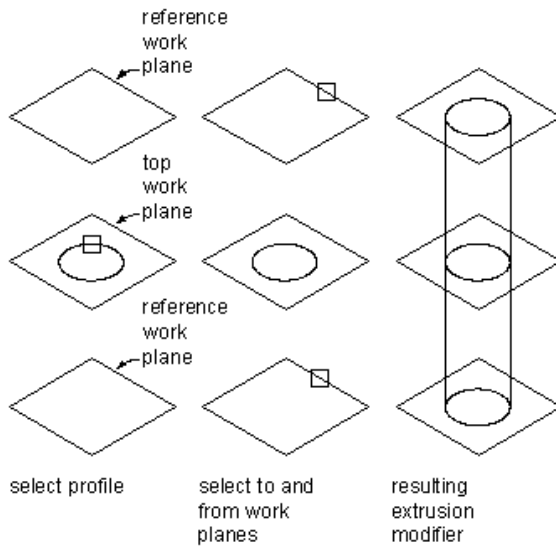 reference
work
plane
top
work
plane
reference
work
plane
select profile
select to and
from work
planes
resulting
extrusion
modifier